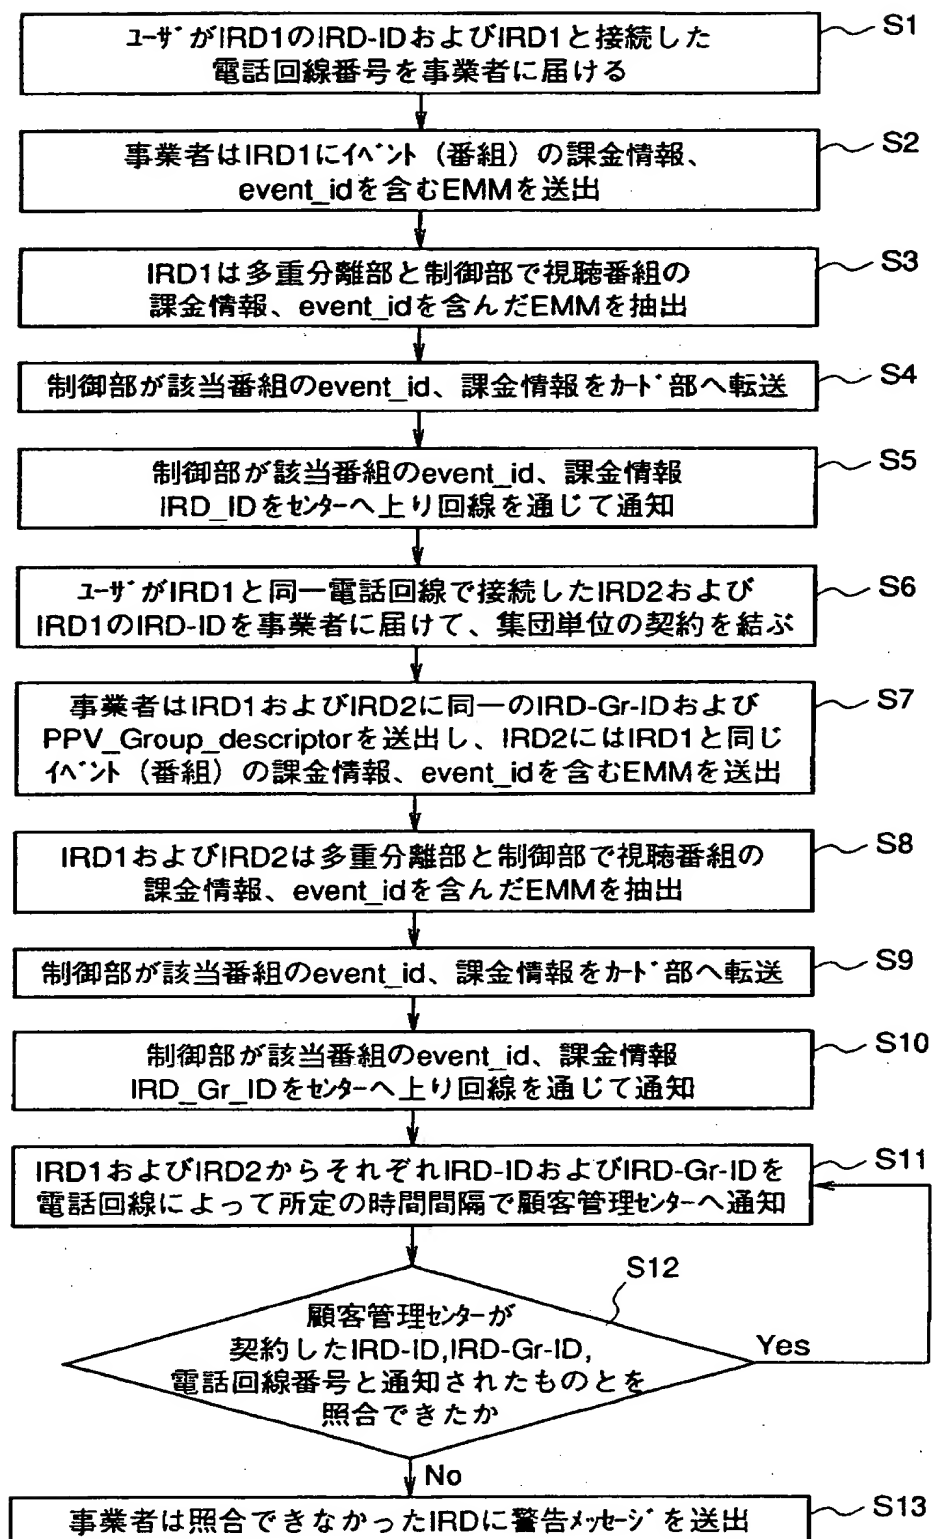 ﾕｰｻﾞがIRD1のIRD-IDおよびIRD1と接続した
電話回線番号を事業者に届ける
S1
事業者はIRD1にｲﾍﾞﾝﾄ（番組）の課金情報、
event_idを含むEMMを送出
S2
IRD1は多重分離部と制御部で視聴番組の
課金情報、event_idを含んだEMMを抽出
S3
制御部が該当番組のevent_id、課金情報をｶｰﾄﾞ部へ転送
S4
制御部が該当番組のevent_id、課金情報
IRD_IDをｾﾝﾀｰへ上り回線を通じて通知
S5
ﾕｰｻﾞがIRD1と同一電話回線で接続したIRD2および
IRD1のIRD-IDを事業者に届けて、集団単位の契約を結ぶ
S6
事業者はIRD1およびIRD2に同一のIRD-Gr-IDおよび
PPV_Group_descriptorを送出し、IRD2にはIRD1と同じ
ｲﾍﾞﾝﾄ（番組）の課金情報、event_idを含むEMMを送出
S7
IRD1およびIRD2は多重分離部と制御部で視聴番組の
課金情報、event_idを含んだEMMを抽出
S8
制御部が該当番組のevent_id、課金情報をｶｰﾄﾞ部へ転送
S9
制御部が該当番組のevent_id、課金情報
IRD_Gr_IDをｾﾝﾀｰへ上り回線を通じて通知
S10
IRD1およびIRD2からそれぞれIRD-IDおよびIRD-Gr-IDを
電話回線によって所定の時間間隔で顧客管理ｾﾝﾀｰへ通知
S11
S12
顧客管理ｾﾝﾀｰが
契約したIRD-ID,IRD-Gr-ID,
電話回線番号と通知されたものとを
照合できたか
Yes
No
事業者は照合できなかったIRDに警告ﾒｯｾｰｼﾞを送出
S13